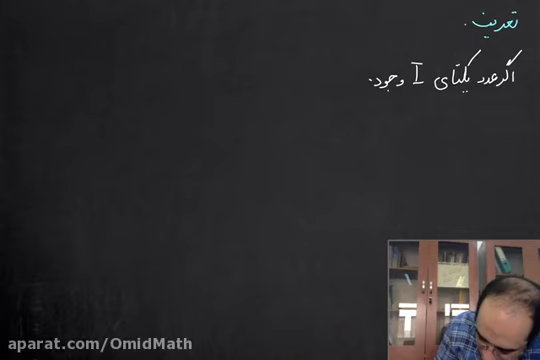 تعریف.
اگر عدد یکتای I وجود.
aparat.com/OmidMath